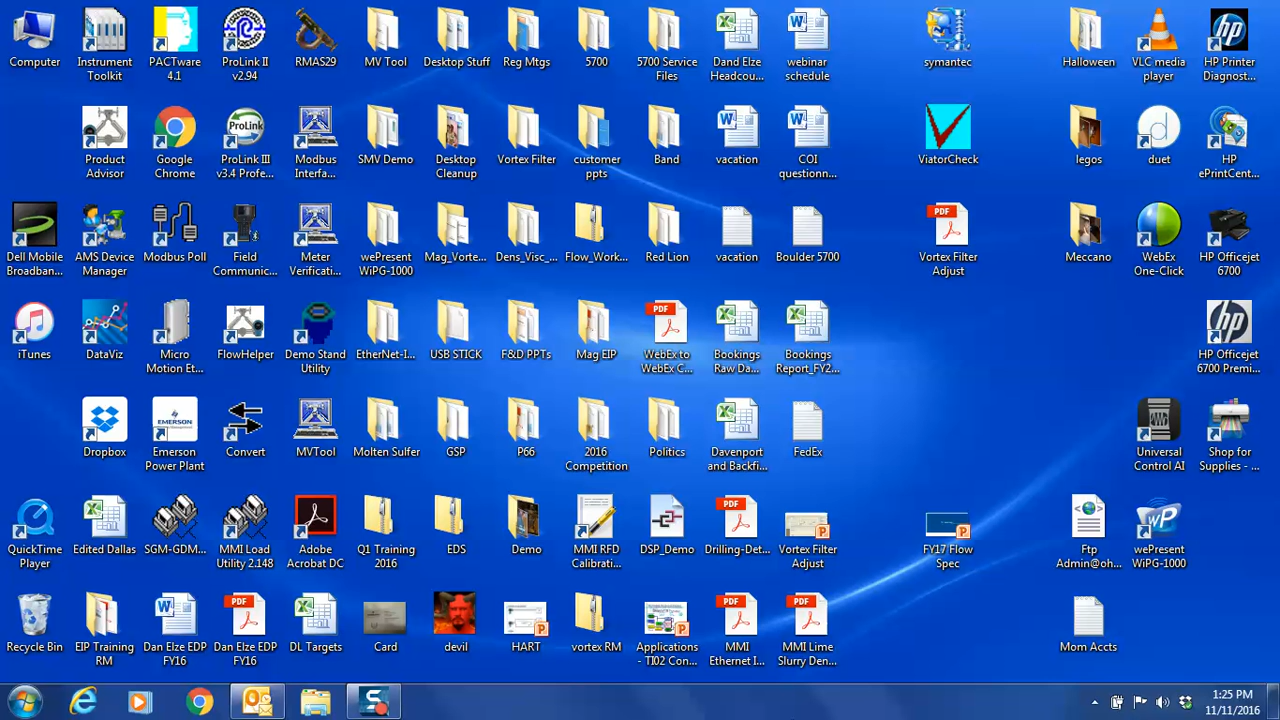 Computer
Instrument
Toolkit
PACTware
4.1
ProLink II
v2.94
RMAS29
MV Tool
Desktop Stuff
Reg Mtgs
5700
5700 Service
Files
Dand Elze
Headcou...
webinar
schedule
symantec
Halloween
VLC media
player
HP Printer
Diagnost...
Product
Advisor
Google
Chrome
ProLink
ProLink III
v3.4 Profe...
Modbus
Interfa...
SMV Demo
Desktop
Cleanup
Vortex Filter
customer
ppts
Band
vacation
COI
questionn...
ViatorCheck
legos
duet
HP
ePrintCent...
Dell Mobile
Broadban...
AMS Device
Manager
Modbus Poll
Field
Communic...
Meter
Verificati...
wePresent
WiPG-1000
Mag_Vorte...
Dens_Visc_...
Flow_Work...
Red Lion
vacation
Boulder 5700
PDF
Vortex Filter
Adjust
Meccano
WebEx
One-Click
HP Officejet
6700
iTunes
DataViz
Micro
Motion Et...
FlowHelper
Demo Stand
Utility
EtherNet-I...
USB STICK
F&D PPTs
Mag EIP
PDF
WebEx to
WebEx C...
Bookings
Raw Da...
Bookings
Report_FY2...
HP Officejet
6700 Premi...
Dropbox
EMERSON
Emerson
Power Plant
Convert
MVTool
Molten Sulfer
GSP
P66
2016
Competition
Politics
Davenport
and Backfi...
FedEx
Universal
Control AI
Shop for
Supplies - ...
QuickTime
Player
Edited Dallas
SGM-GDM...
MMI Load
Utility 2.148
Adobe
Acrobat DC
Q1 Training
2016
EDS
Demo
MMI RFD
Calibrati...
DSP_Demo
PDF
Drilling-Det...
Vortex Filter
Adjust
FY17 Flow
Spec
Ftp
Admin@oh...
wePresent
WiPG-1000
Recycle Bin
EIP Training
RM
Dan Elze EDP
FY16
PDF
Dan Elze EDP
FY16
DL Targets
Card
devil
HART
vortex RM
Applications
- TI02 Con...
PDF
MMI
Ethernet I...
PDF
MMI Lime
Slurry Den...
Mom Accts
1:25 PM
11/11/2016